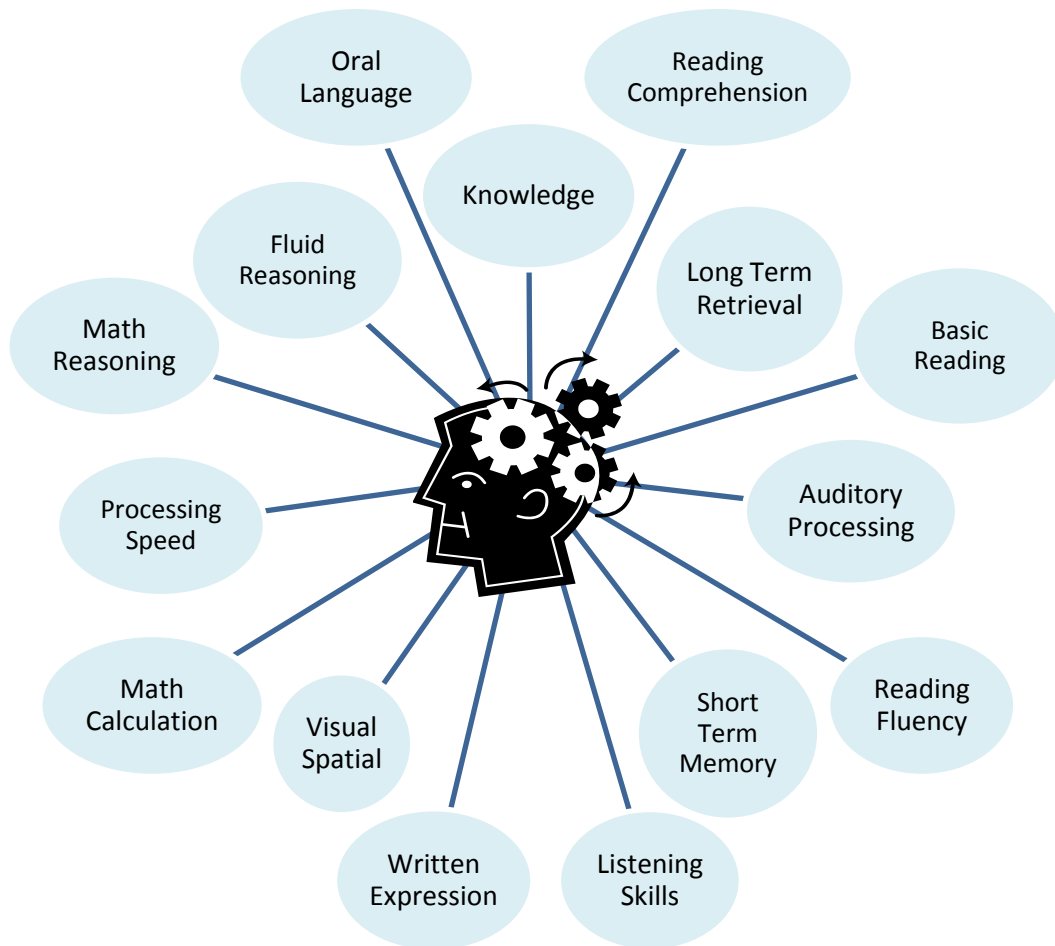 Oral
Language
Reading
Comprehension
Knowledge
Fluid
Reasoning
Long Term
Retrieval
Math
Reasoning
Basic
Reading
Processing
Speed
Auditory
Processing
Math
Calculation
Visual
Spatial
Short
Term
Memory
Reading
Fluency
Written
Expression
Listening
Skills